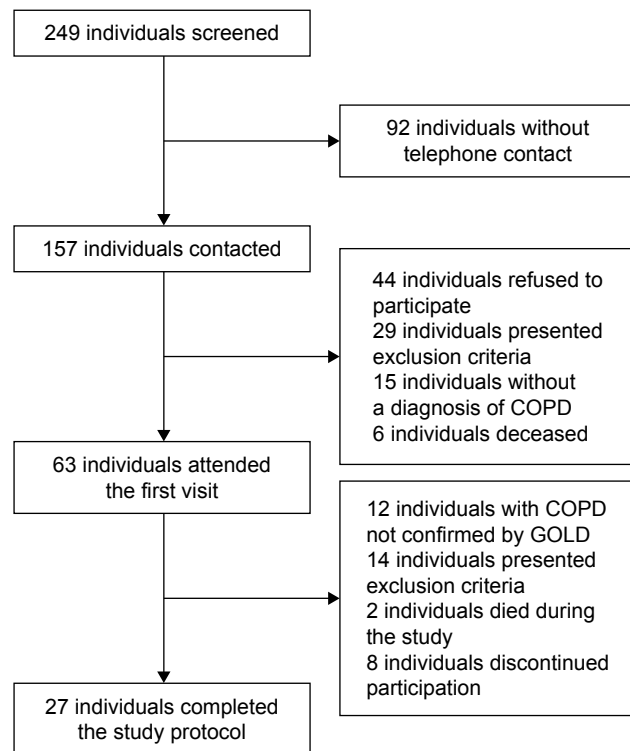 249 individuals screened
92 individuals without
telephone contact
157 individuals contacted
44 individuals refused to
participate
29 individuals presented
exclusion criteria
15 individuals without
a diagnosis of COPD
6 individuals deceased
63 individuals attended
the first visit
12 individuals with COPD
not confirmed by GOLD
14 individuals presented
exclusion criteria
2 individuals died during
the study
8 individuals discontinued
participation
27 individuals completed
the study protocol